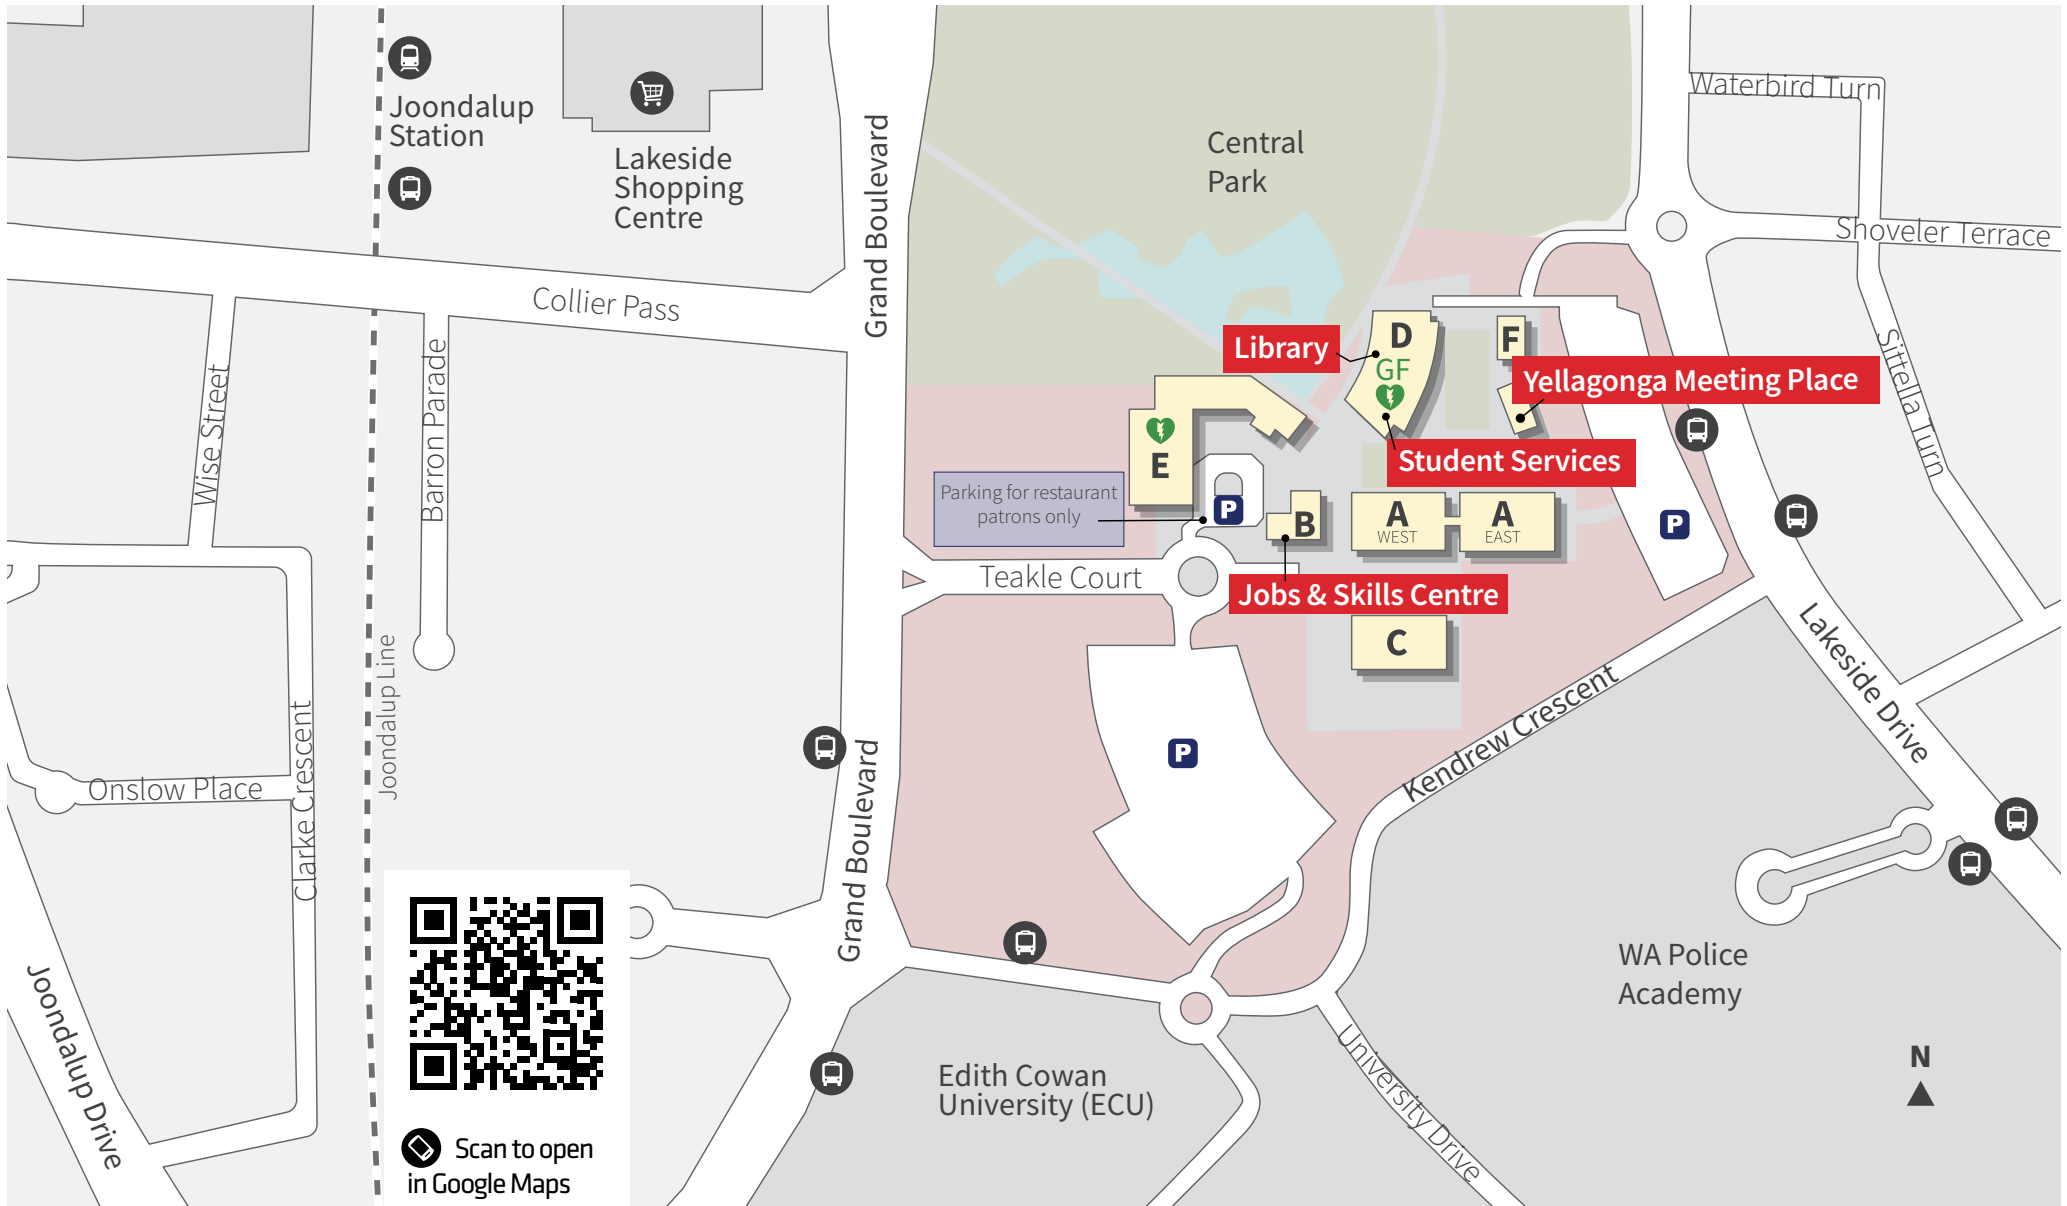 Joondalup
Station
Lakeside
Shopping
Centre
Grand Boulevard
Central
Park
Waterbird Turn
Shoveler Terrace
Sittella Turn
Collier Pass
Wise Street
Barron Parade
Library
D
GF
F
Yellagonga Meeting Place
Student Services
E
Parking for restaurant
patrons only
P
B
A
WEST
A
EAST
P
Teakle Court
Jobs & Skills Centre
C
Joondalup Line
Lakeside Drive
Kendrew Crescent
P
Onslow Place
Clarke Crescent
Grand Boulevard
Joondalup Drive
WA Police
Academy
N
Edith Cowan
University (ECU)
University Drive
Scan to open
in Google Maps